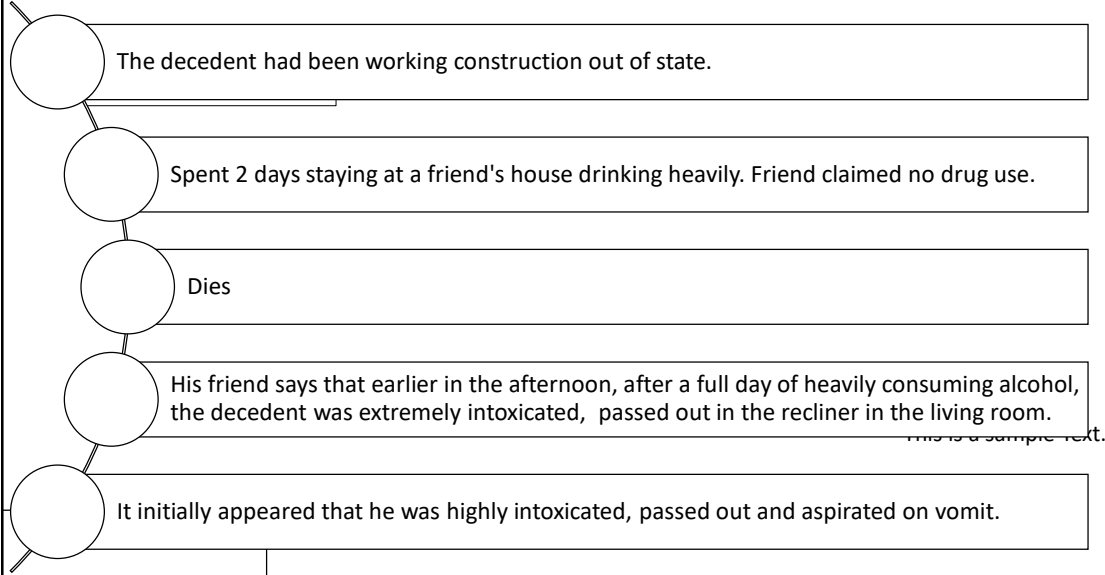 The decedent had been working construction out of state.
Spent 2 days staying at a friend's house drinking heavily. Friend claimed no drug use.
Dies
His friend says that earlier in the afternoon, after a full day of heavily consuming alcohol,
the decedent was extremely intoxicated,  passed out in the recliner in the living room.
This is a sample Text.
It initially appeared that he was highly intoxicated, passed out and aspirated on vomit.